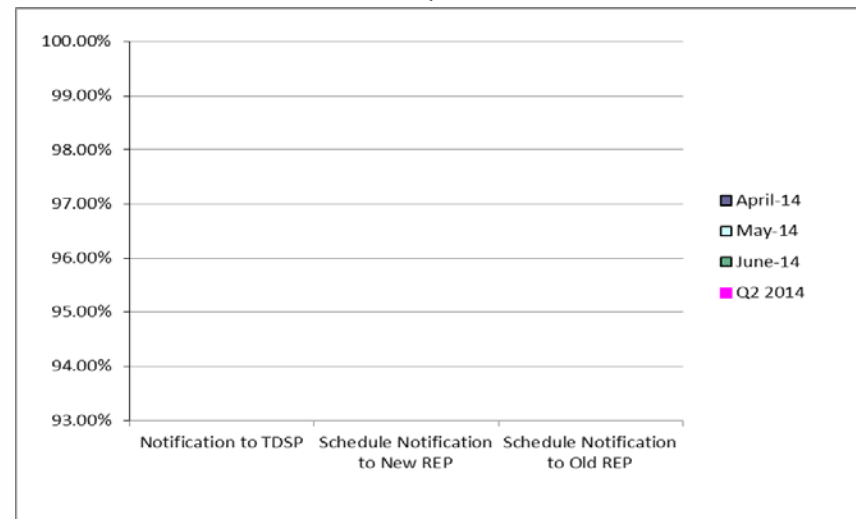 100.00%
99.00%
98.00%
97.00%
96.00%
95.00%
94.00%
93.00%
Notification to TDSP
Schedule Notification
to New REP
Schedule Notification
to Old REP
April-14
May-14
June-14
Q2 2014